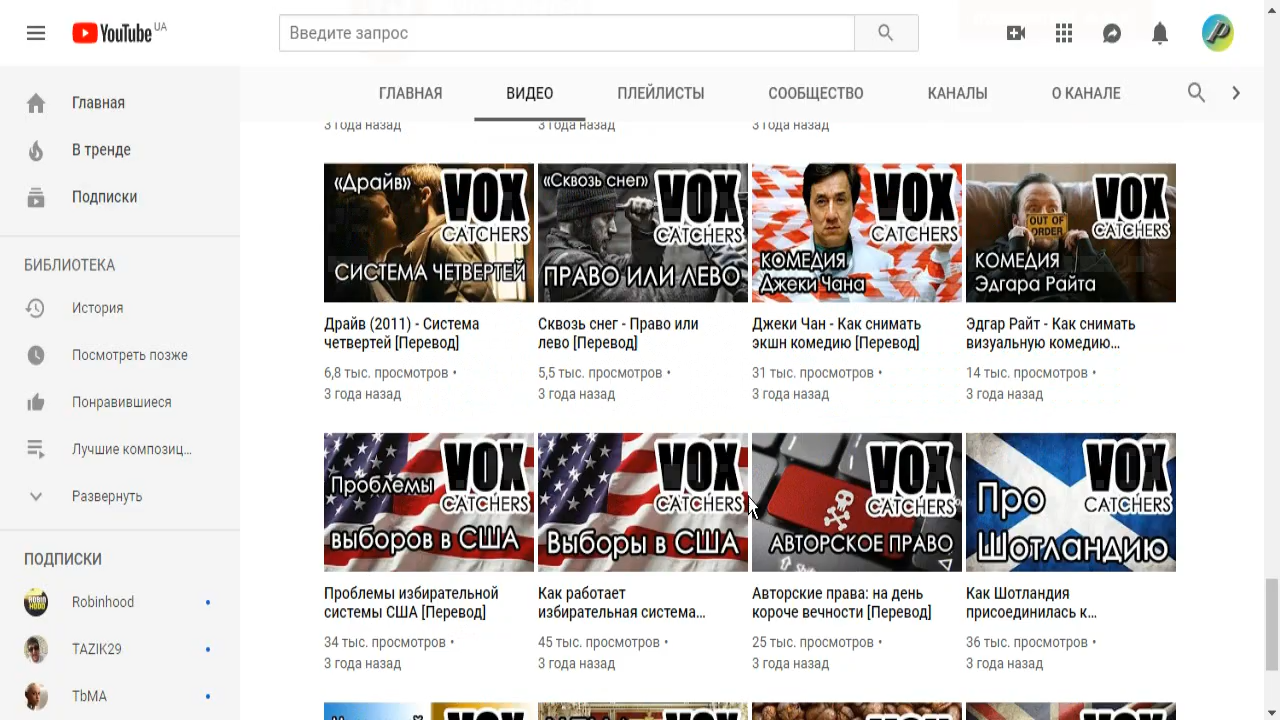 YouTube UA
Введите запрос
ГЛАВНАЯ ВИДЕО ПЛЕЙЛИСТЫ СООБЩЕСТВО КАНАЛЫ О КАНАЛЕ
Главная
В тренде
Подписки
БИБЛИОТЕКА
История
Посмотреть позже
Понравившиеся
Лучшие композиц...
Развернуть
ПОДПИСКИ
Robinhood
TAZIK29
TbMA
3 года назад 3 года назад 3 года назад
«Драйв» VOX
CATCHERS
СИСТЕМА ЧЕТВЕРТЕЙ
«Сквозь снег» VOX
CATCHERS
ПРАВО ИЛИ ЛЕВО
VOX
CATCHERS
КОМЕДИЯ
Джеки Чана
VOX
CATCHERS
OUT OF
ORDER
КОМЕДИЯ
Эдгара Райта
Драйв (2011) - Система
четвертей [Перевод]
6,8 тыс. просмотров •
3 года назад
Сквозь снег - Право или
лево [Перевод]
5,5 тыс. просмотров •
3 года назад
Джеки Чан - Как снимать
экшн комедию [Перевод]
31 тыс. просмотров •
3 года назад
Эдгар Райт - Как снимать
визуальную комедию...
14 тыс. просмотров •
3 года назад
VOX
Проблемы CATCHERS
выборов в США
VOX
CATCHERS
Выборы в США
VOX
CATCHERS
АВТОРСКОЕ ПРАВО
VOX
Про CATCHERS
Шотландию
Проблемы избирательной
системы США [Перевод]
34 тыс. просмотров •
3 года назад
Как работает
избирательная система...
45 тыс. просмотров •
3 года назад
Авторские права: на день
короче вечности [Перевод]
25 тыс. просмотров •
3 года назад
Как Шотландия
присоединилась к...
36 тыс. просмотров •
3 года назад
VOX VOX VOX VOX